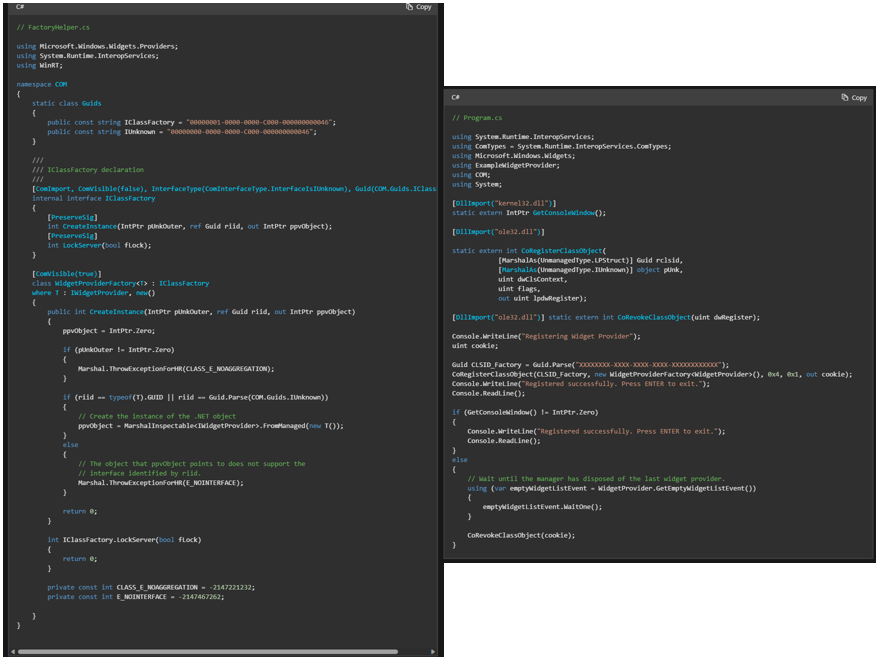 C#
Copy
// FactoryHelper.cs
using Microsoft.Windows.Widgets.Providers;
using System.Runtime.InteropServices;
using WinRT;
namespace COM
{
static class Guids
{
public const string IClassFactory = "00000001-0000-0000-C000-000000000046";
public const string IUnknown = "00000000-0000-0000-C000-000000000046";
}
///
/// IClassFactory declaration
///
[ComImport, ComVisible(false), InterfaceType(ComInterfaceType.InterfaceIsIUnknown), Guid(COM.Guids.IClass
internal interface IClassFactory
{
[PreserveSig]
int CreateInstance(IntPtr pUnkOuter, ref Guid riid, out IntPtr ppvObject);
[PreserveSig]
int LockServer(bool fLock);
}
[ComVisible(true)]
class WidgetProviderFactory<T> : IClassFactory
where T : IWidgetProvider, new()
{
public int CreateInstance(IntPtr pUnkOuter, ref Guid riid, out IntPtr ppvObject)
{
ppvObject = IntPtr.Zero;
if (pUnkOuter != IntPtr.Zero)
{
Marshal.ThrowExceptionForHR(CLASS_E_NOAGGREGATION);
}
if (riid == typeof(T).GUID || riid == Guid.Parse(COM.Guids.IUnknown))
{
// Create the instance of the .NET object
ppvObject = MarshalInspectable<IWidgetProvider>.FromManaged(new T());
}
else
{
// The object that ppvObject points to does not support the
// interface identified by riid.
Marshal.ThrowExceptionForHR(E_NOINTERFACE);
}
return 0;
}
int IClassFactory.LockServer(bool fLock)
{
return 0;
}
private const int CLASS_E_NOAGGREGATION = -2147221232;
private const int E_NOINTERFACE = -2147467262;
}
}
C#
Copy
// Program.cs
using System.Runtime.InteropServices;
using ComTypes = System.Runtime.InteropServices.ComTypes;
using Microsoft.Windows.Widgets;
using ExampleWidgetProvider;
using COM;
using System;
[DllImport("kernel32.dll")]
static extern IntPtr GetConsoleWindow();
[DllImport("ole32.dll")]
static extern int CoRegisterClassObject(
[MarshalAs(UnmanagedType.LPStruct)] Guid rclsid,
[MarshalAs(UnmanagedType.IUnknown)] object pUnk,
uint dwClsContext,
uint flags,
out uint lpdwRegister);
[DllImport("ole32.dll")] static extern int CoRevokeClassObject(uint dwRegister);
Console.WriteLine("Registering Widget Provider");
uint cookie;
Guid CLSID_Factory = Guid.Parse("XXXXXXXX-XXXX-XXXX-XXXX-XXXXXXXXXXXX");
CoRegisterClassObject(CLSID_Factory, new WidgetProviderFactory<WidgetProvider>(), 0x4, 0x1, out cookie);
Console.WriteLine("Registered successfully. Press ENTER to exit.");
Console.ReadLine();
if (GetConsoleWindow() != IntPtr.Zero)
{
Console.WriteLine("Registered successfully. Press ENTER to exit.");
Console.ReadLine();
}
else
{
// Wait until the manager has disposed of the last widget provider.
using (var emptyWidgetListEvent = WidgetProvider.GetEmptyWidgetListEvent())
{
emptyWidgetListEvent.WaitOne();
}
CoRevokeClassObject(cookie);
}